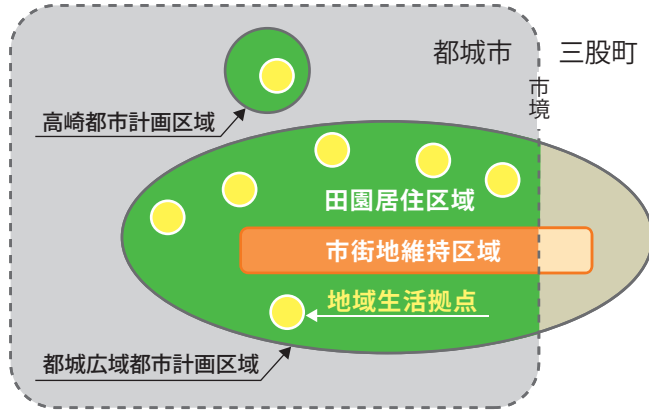 都城市
三股町
市境
高崎都市計画区域
田園居住区域
市街地維持区域
地域生活拠点
都城広域都市計画区域